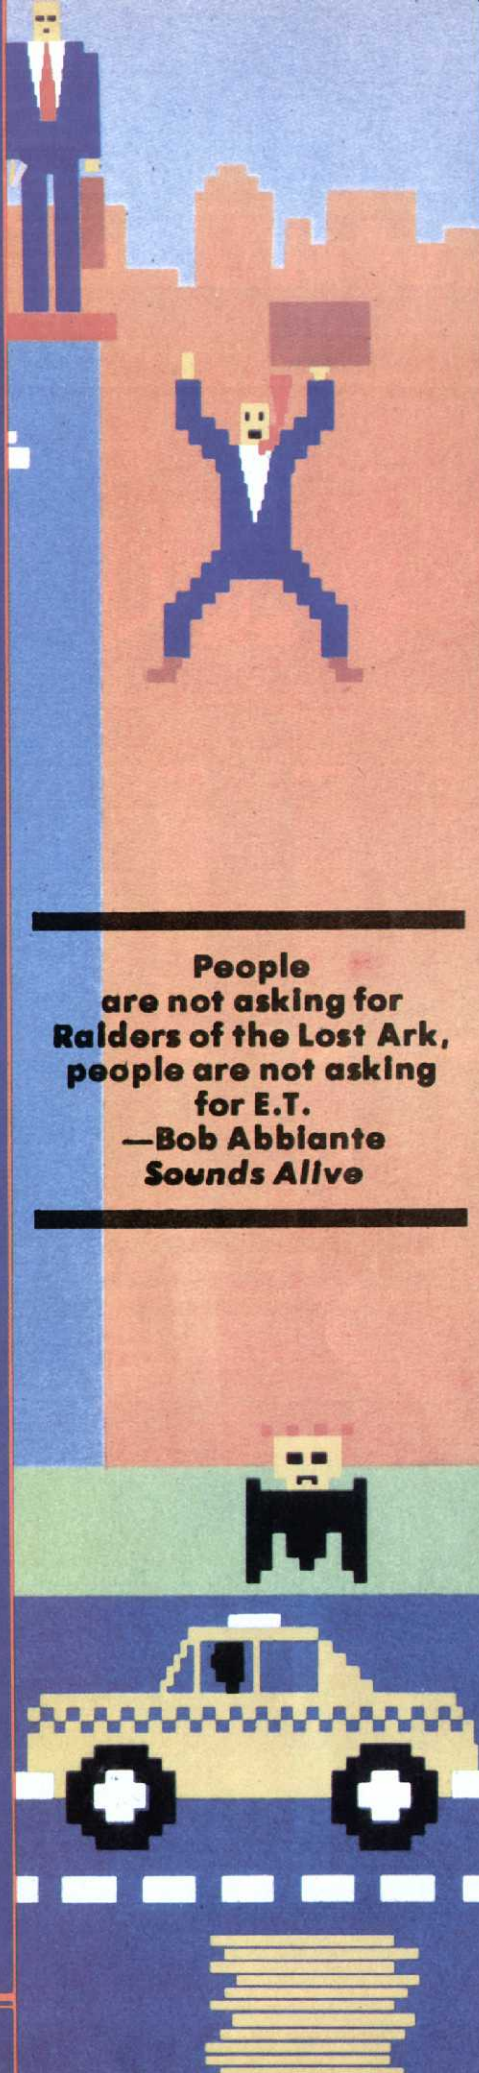 People
are not asking for
Raiders of the Lost Ark,
people are not asking
for E.T.
—Bob Abbiante
Sounds Alive